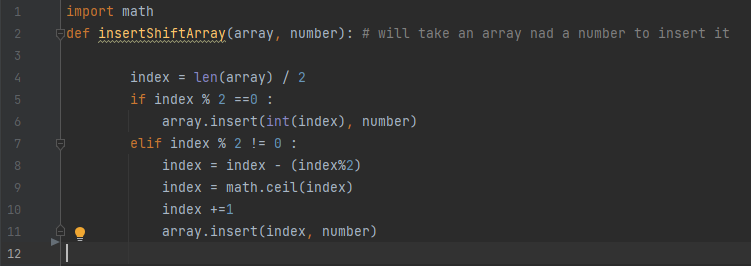 1 import math
2 def insertShiftArray(array, number): # will take an array nad a number to insert it
3
4 index = len(array) / 2
5 if index % 2 ==0 :
6 array.insert(int(index), number)
7 elif index % 2 != 0 :
8 index = index - (index%2)
9 index = math.ceil(index)
10 index +=1
11 array.insert(index, number)
12